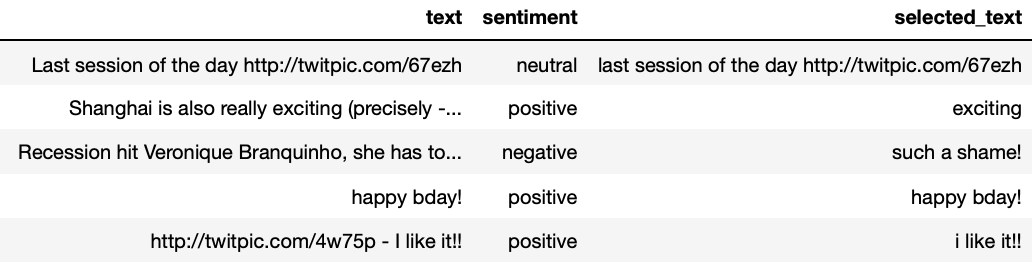 text sentiment selected_text
Last session of the day http://twitpic.com/67ezh neutral last session of the day http://twitpic.com/67ezh
Shanghai is also really exciting (precisely -... positive exciting
Recession hit Veronique Branquinho, she has to... negative such a shame!
happy bday! positive happy bday!
http://twitpic.com/4w75p - I like it!! positive i like it!!